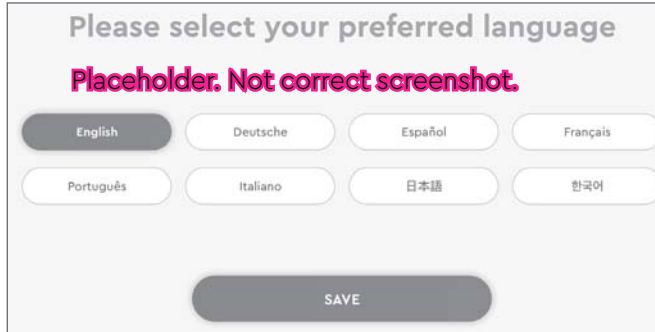 Please select your preferred language
Placeholder. Not correct screenshot.
English Deutsche Español Français
Português Italiano 日本語 한국어
SAVE